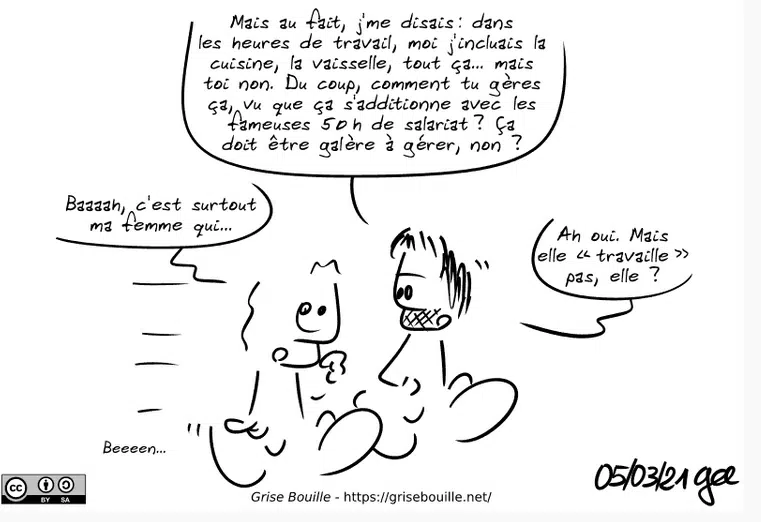 Mais au fait, j'me disais : dans
les heures de travail, moi j'incluais la
cuisine, la vaisselle, tout ça... mais
toi non. Du coup, comment tu gères
ça, vu que ça s'additionne avec les
fameuses 50 h de salariat ? Ça
doit être galère à gérer, non ?
Baaaah, c'est surtout
ma femme qui...
Ah oui. Mais
elle « travaille »
pas, elle ?
Beeeen...
05/03/21 gee
cc BY SA
Grise Bouille - https://grisebouille.net/